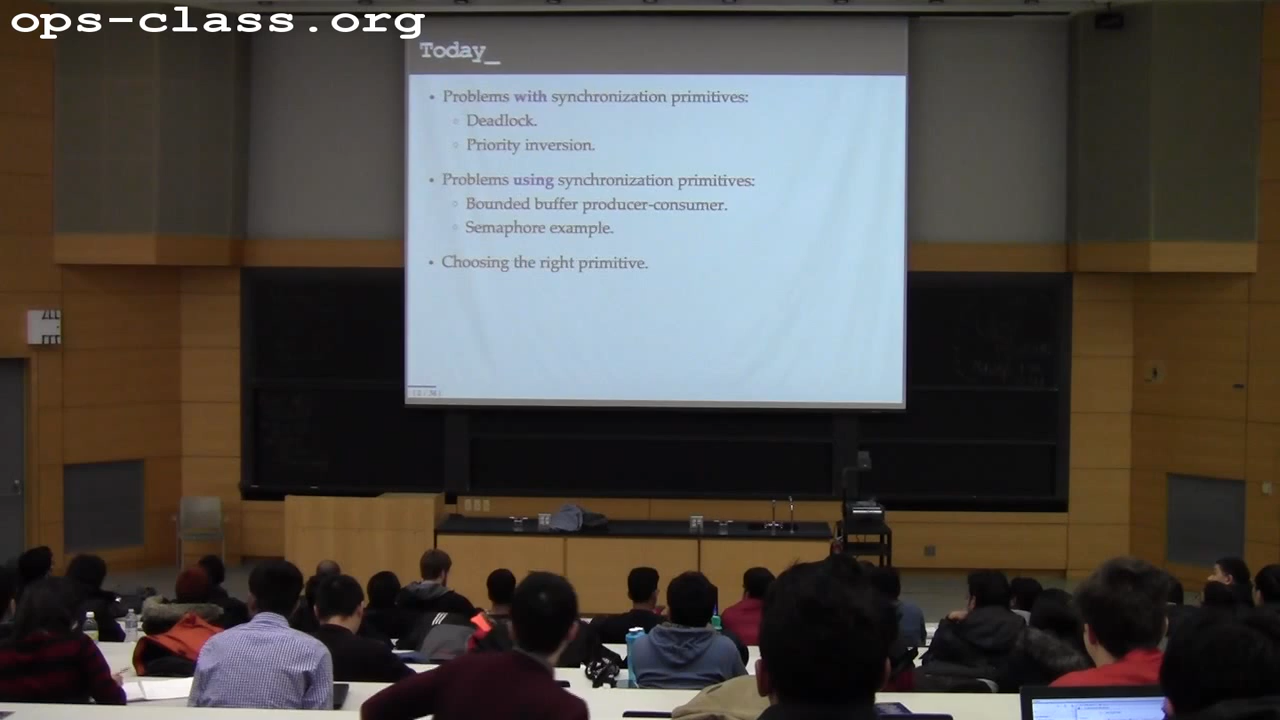 ops-class.org
Today_
• Problems with synchronization primitives:
◦ Deadlock.
◦ Priority inversion.
• Problems using synchronization primitives:
◦ Bounded buffer producer-consumer.
◦ Semaphore example.
• Choosing the right primitive.